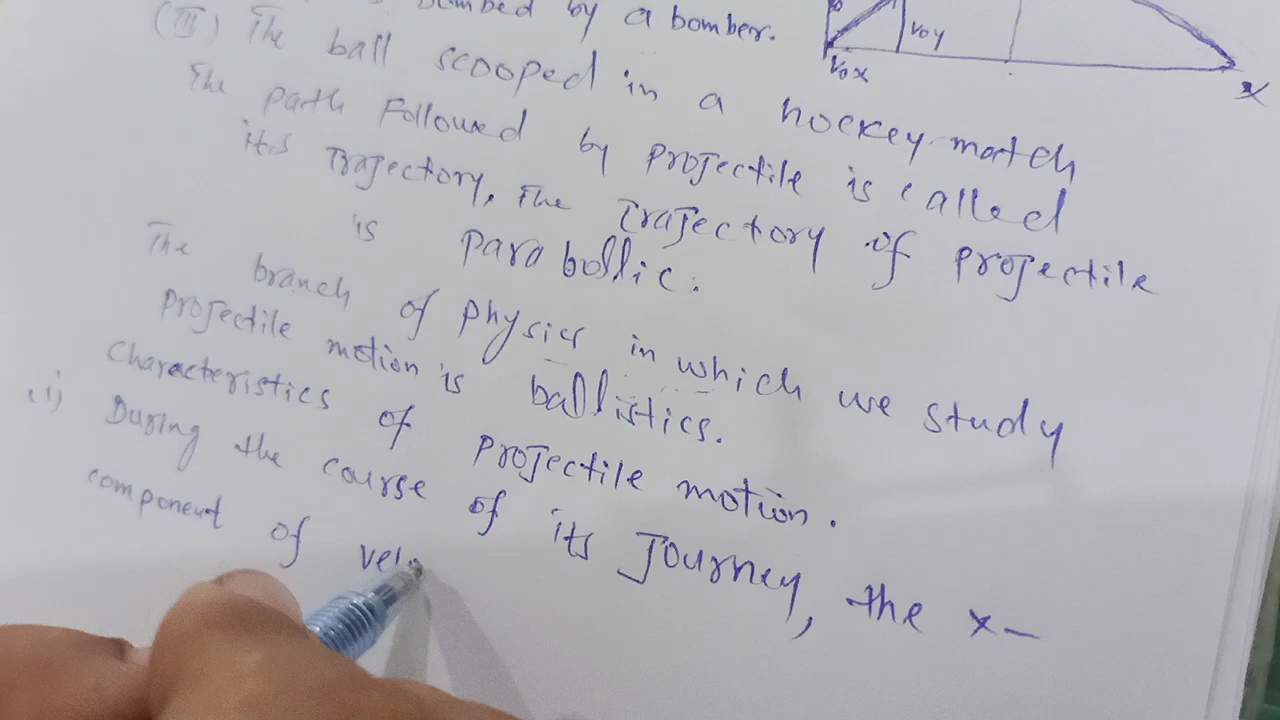 bombed by a bomber.
(III) The ball scooped in a hockey-match
The path followed by projectile is called
its Trajectory, The Trajectory of projectile
is parabollic.
The branch of physics in which we study
projectile motion is ballistics.
characteristics of projectile motion.
(i) During the course of its Journey, the x-
component of velo
voy
vox
x